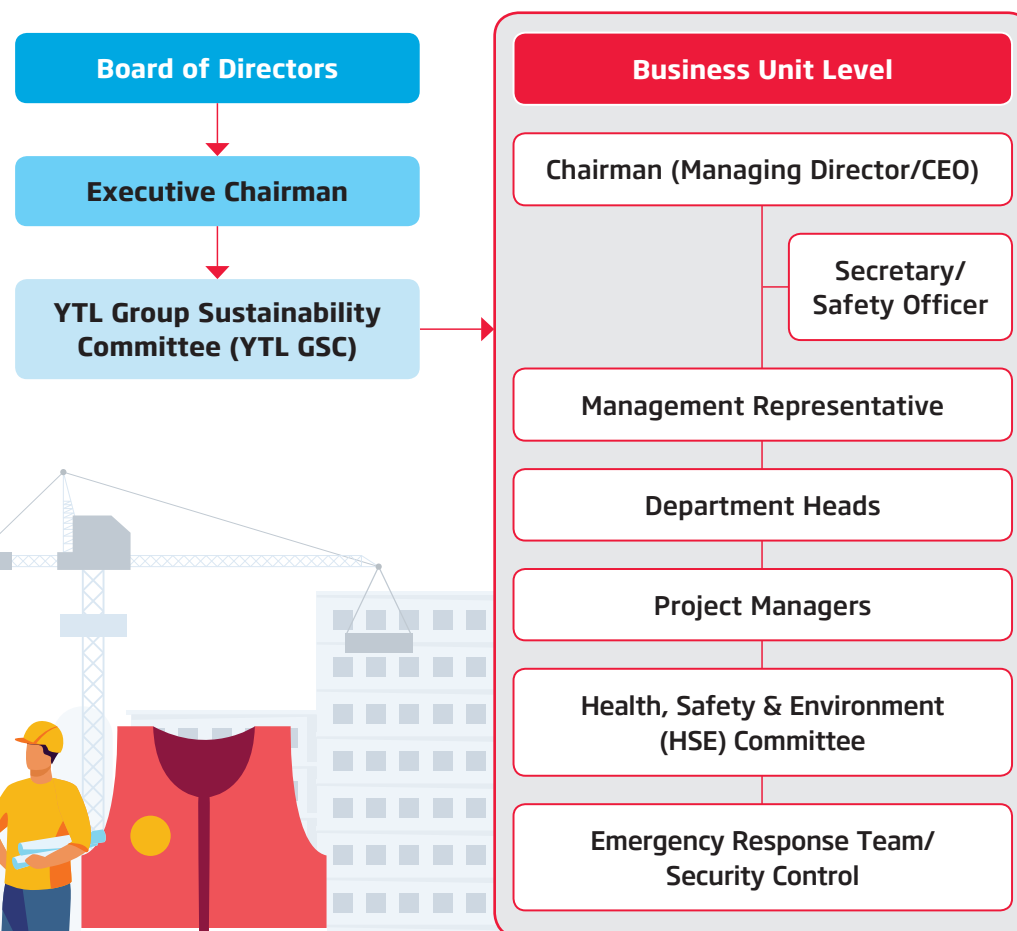 Board of Directors
Executive Chairman
YTL Group Sustainability
Committee (YTL GSC)
Business Unit Level
Chairman (Managing Director/CEO)
Secretary/
Safety Officer
Management Representative
Department Heads
Project Managers
Health, Safety & Environment
(HSE) Committee
Emergency Response Team/
Security Control